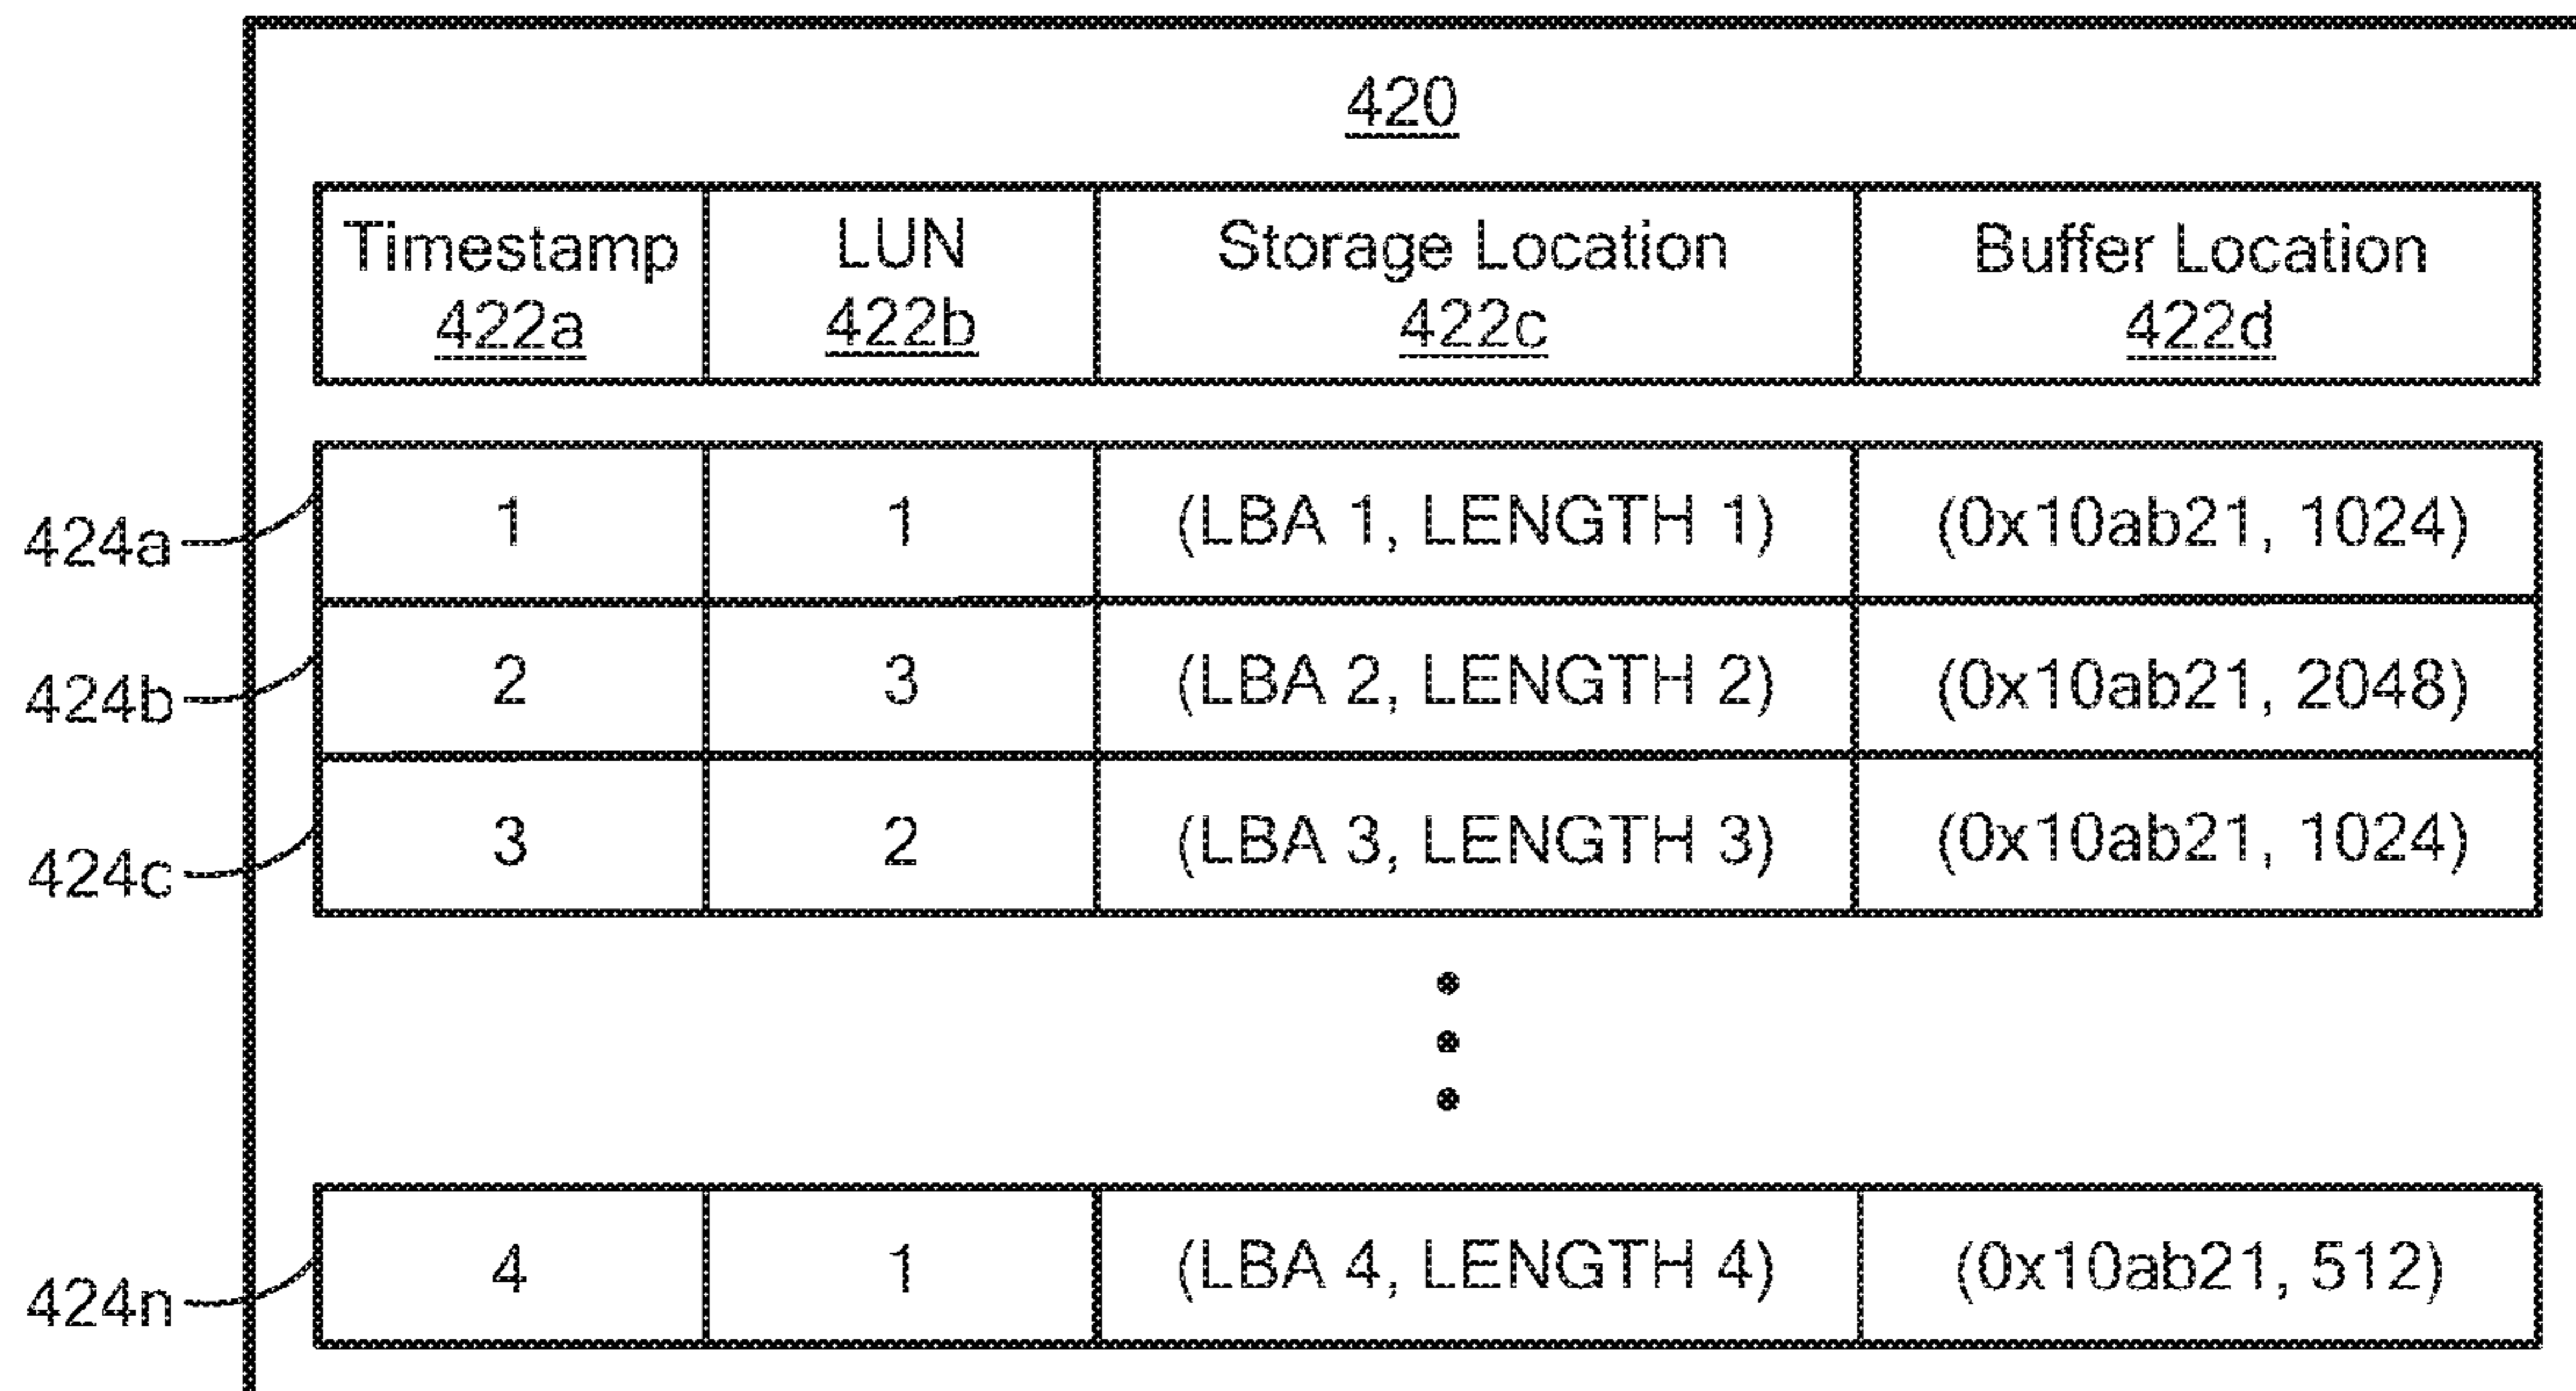 420
Timestamp LUN Storage Location Buffer Location
422a 422b 422c 422d
424a 1 1 (LBA 1, LENGTH 1) (0x10ab21, 1024)
424b 2 3 (LBA 2, LENGTH 2) (0x10ab21, 2048)
424c 3 2 (LBA 3, LENGTH 3) (0x10ab21, 1024)
424n 4 1 (LBA 4, LENGTH 4) (0x10ab21, 512)